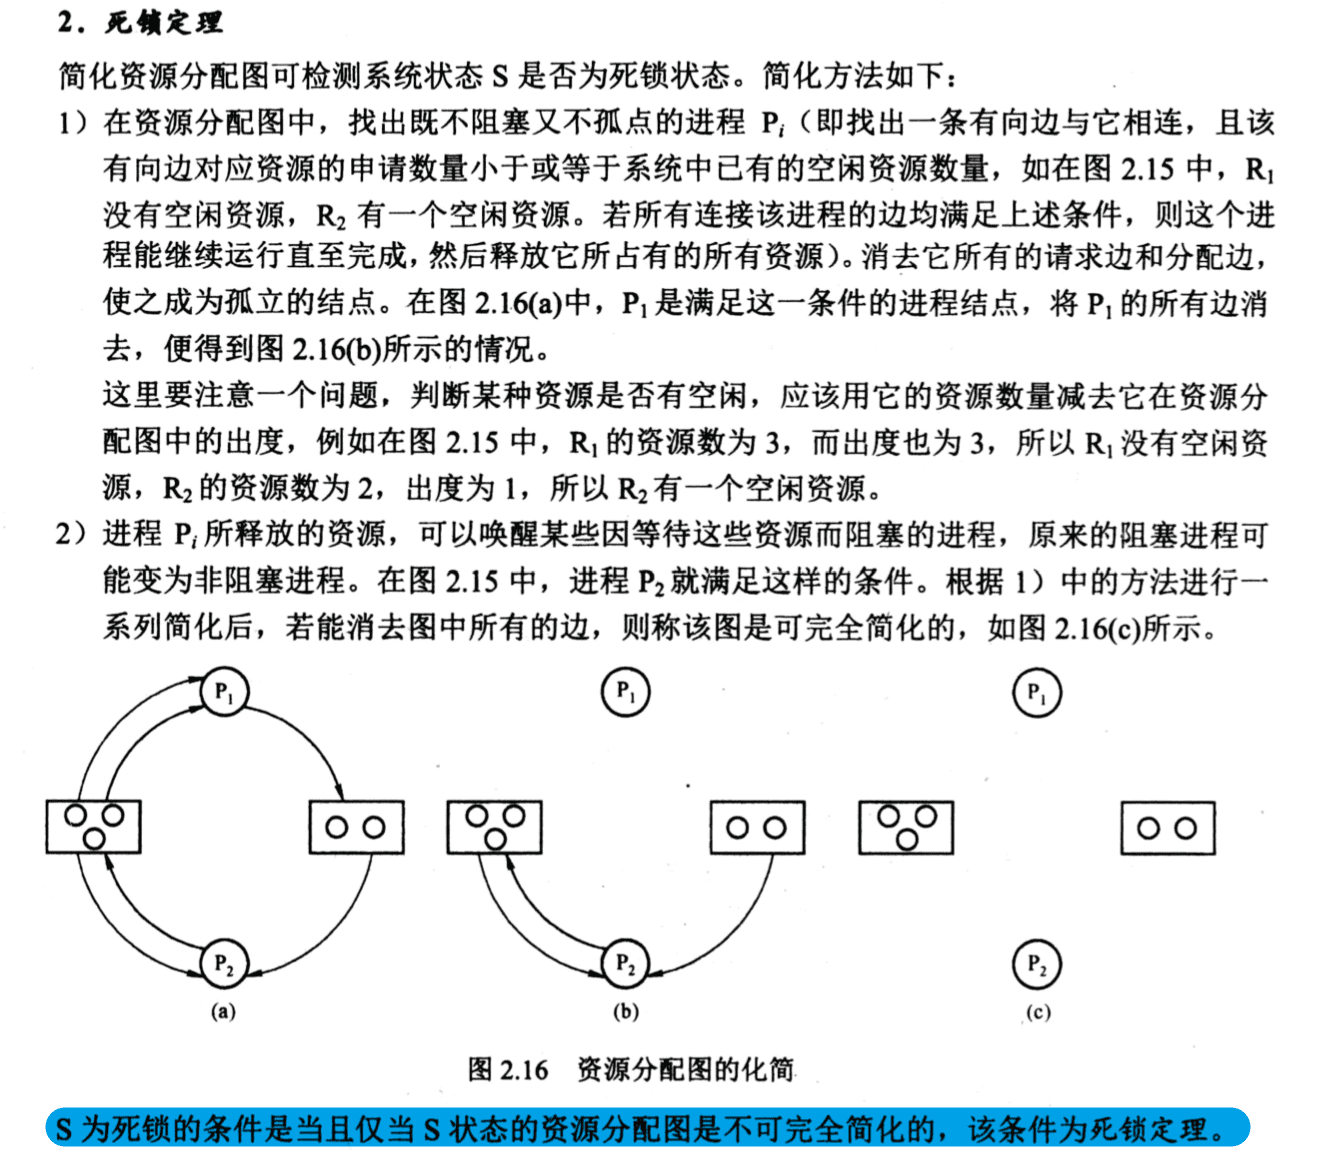 2．死锁定理
简化资源分配图可检测系统状态 S 是否为死锁状态。简化方法如下：
1）在资源分配图中，找出既不阻塞又不孤点的进程 Pᵢ（即找出一条有向边与它相连，且该
有向边对应资源的申请数量小于或等于系统中已有的空闲资源数量，如在图 2.15 中，R₁
没有空闲资源，R₂ 有一个空闲资源。若所有连接该进程的边均满足上述条件，则这个进
程能继续运行直至完成，然后释放它所占有的所有资源）。消去它所有的请求边和分配边，
使之成为孤立的结点。在图 2.16(a)中，P₁ 是满足这一条件的进程结点，将 P₁ 的所有边消
去，便得到图 2.16(b)所示的情况。
这里要注意一个问题，判断某种资源是否有空闲，应该用它的资源数量减去它在资源分
配图中的出度，例如在图 2.15 中，R₁ 的资源数为 3，而出度也为 3，所以 R₁ 没有空闲资
源，R₂ 的资源数为 2，出度为 1，所以 R₂ 有一个空闲资源。
2）进程 Pᵢ 所释放的资源，可以唤醒某些因等待这些资源而阻塞的进程，原来的阻塞进程可
能变为非阻塞进程。在图 2.15 中，进程 P₂ 就满足这样的条件。根据 1）中的方法进行一
系列简化后，若能消去图中所有的边，则称该图是可完全简化的，如图 2.16(c)所示。
P₁
P₂
(a)
P₁
P₂
(b)
P₁
P₂
(c)
图 2.16 资源分配图的化简
S 为死锁的条件是当且仅当 S 状态的资源分配图是不可完全简化的，该条件为死锁定理。